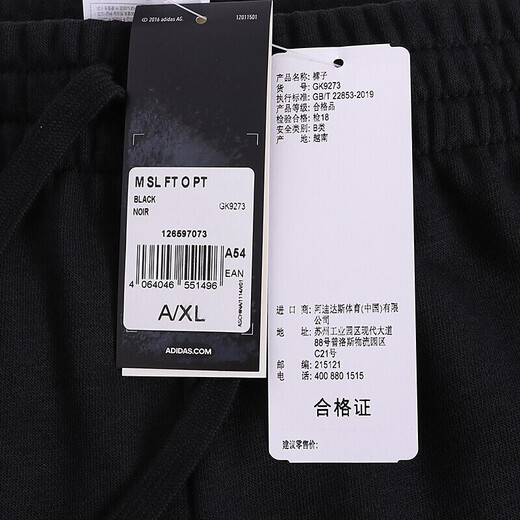 © 2016 adidas AG.
12011501
M SL FT O PT
BLACK
NOIR
GK9273
126597073
A54
EAN
4 064046 551496
ASCHINA1114/v01
A/XL
ADIDAS.COM
产品名称: 裤子
货 号: GK9273
执行标准: GB/T 22853-2019
产品等级: 合格品
检验合格: 检18
安全类别: B类
产 地: 越南
进 口 商: 阿迪达斯体育(中国)有限
公司
地 址: 苏州工业园区现代大道
88号普洛斯物流园区
C21号
邮 编: 215121
电 话: 400 880 1515
合格证
建议零售价: